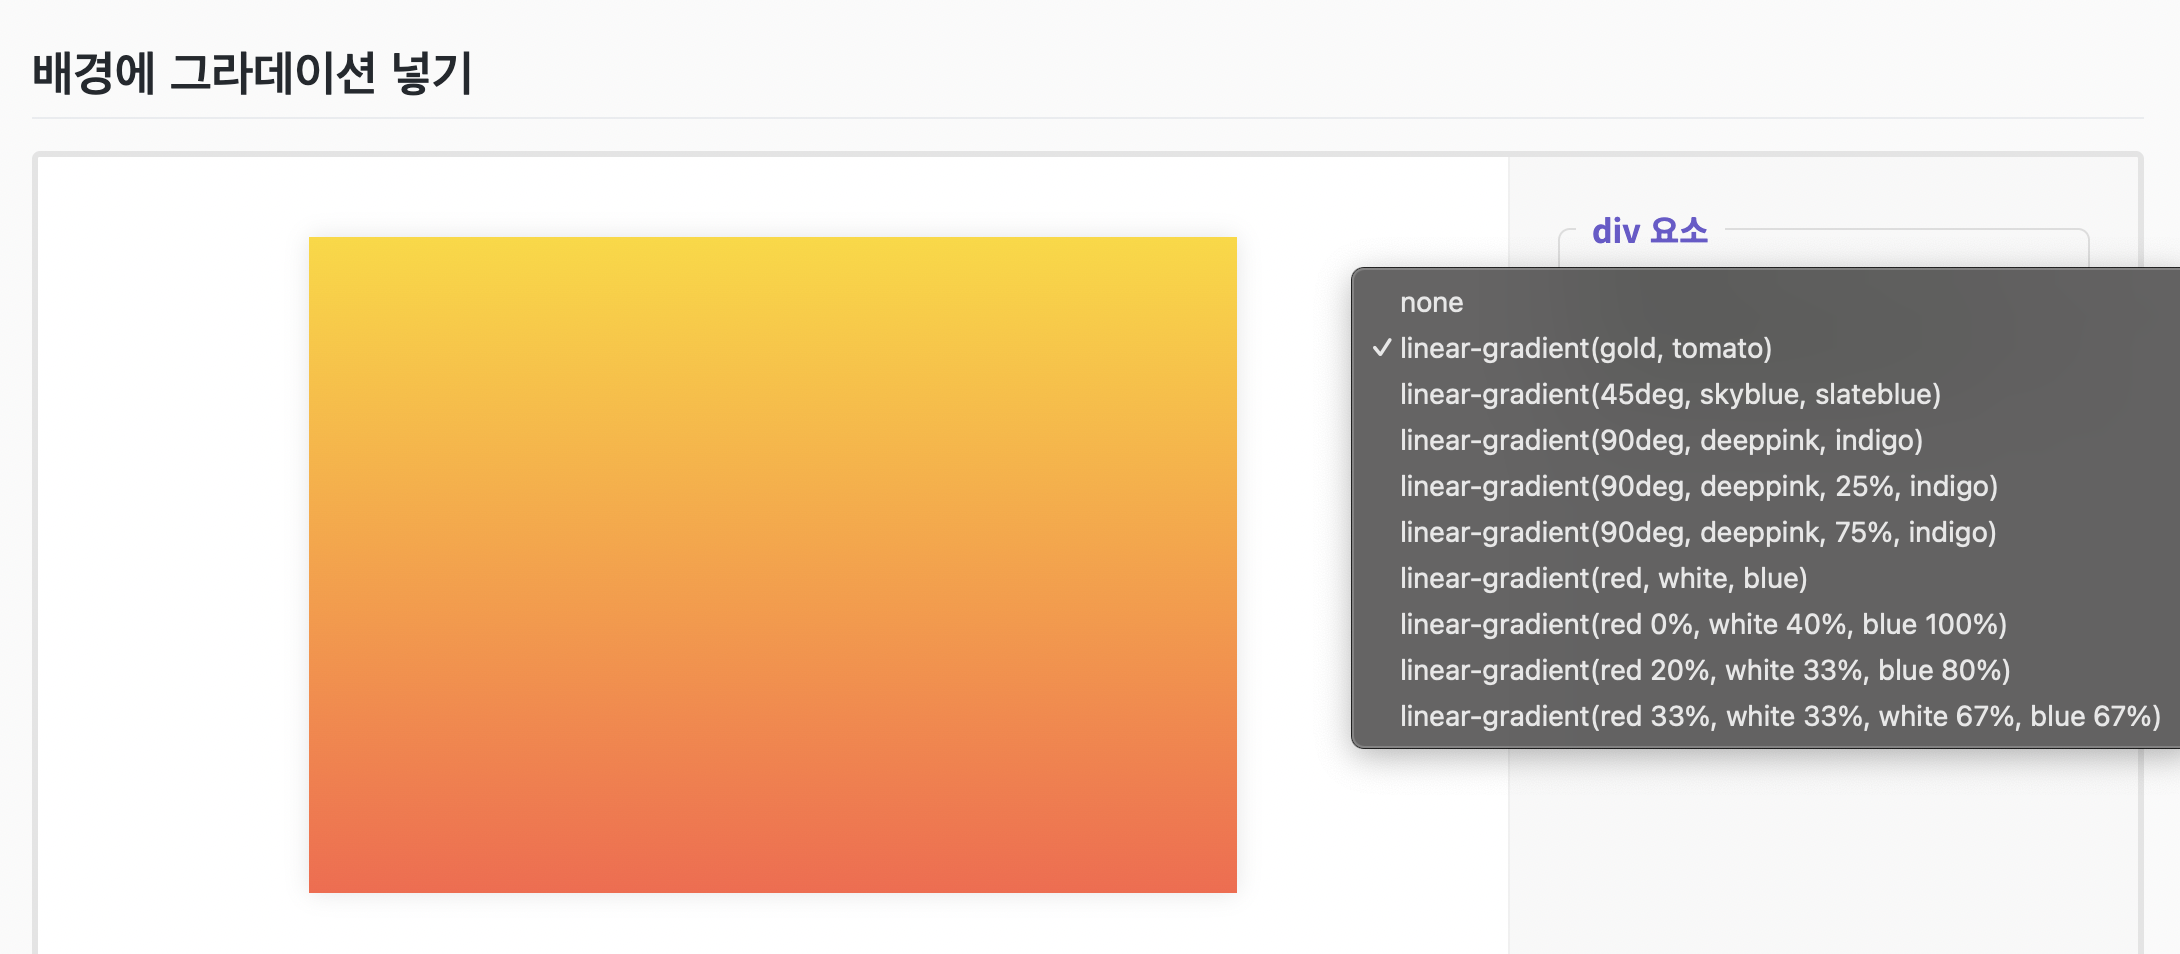 배경에 그라데이션 넣기
div 요소
none
✓ linear-gradient(gold, tomato)
linear-gradient(45deg, skyblue, slateblue)
linear-gradient(90deg, deeppink, indigo)
linear-gradient(90deg, deeppink, 25%, indigo)
linear-gradient(90deg, deeppink, 75%, indigo)
linear-gradient(red, white, blue)
linear-gradient(red 0%, white 40%, blue 100%)
linear-gradient(red 20%, white 33%, blue 80%)
linear-gradient(red 33%, white 33%, white 67%, blue 67%)